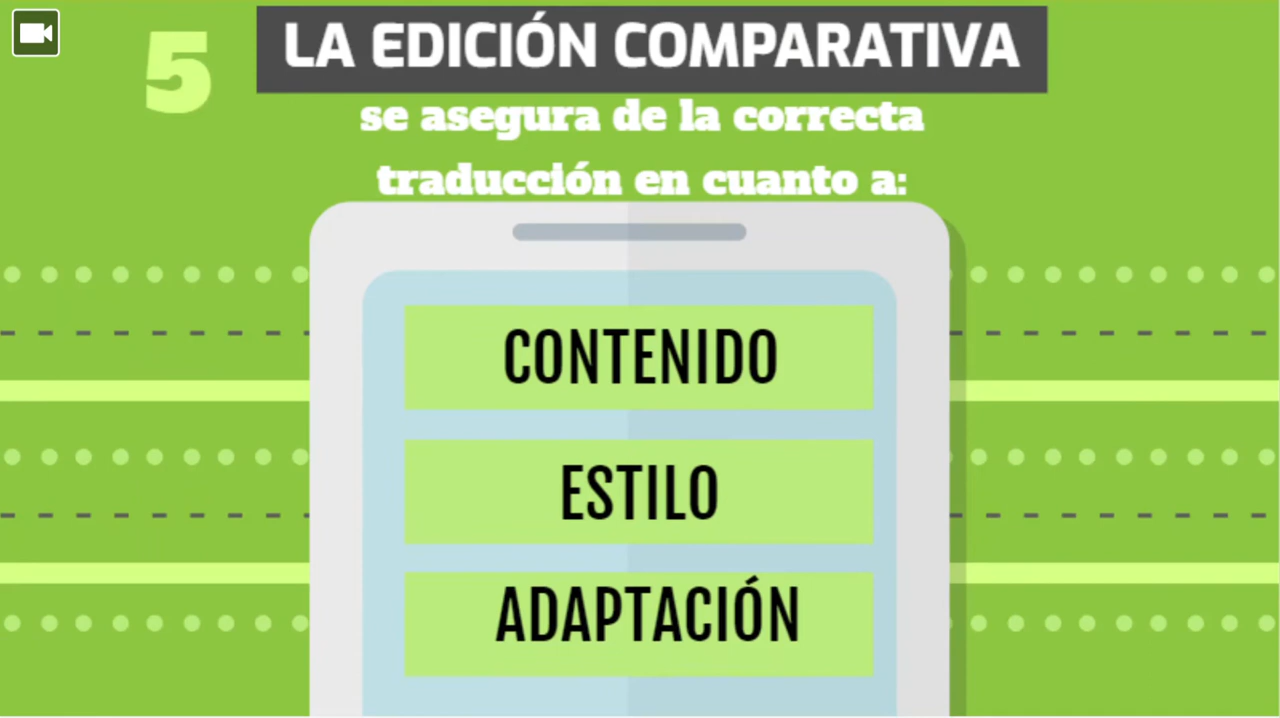 5
LA EDICIÓN COMPARATIVA
se asegura de la correcta
traducción en cuanto a:
CONTENIDO
ESTILO
ADAPTACIÓN